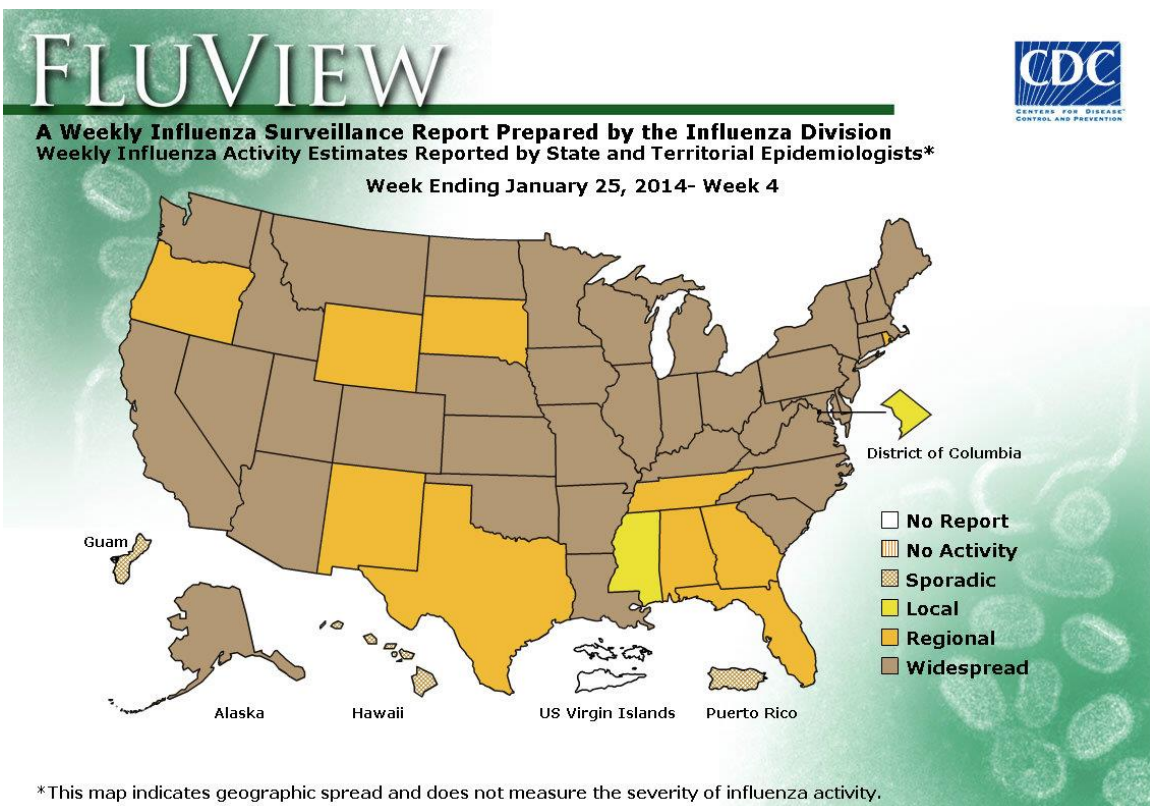 FLUVIEW
CDC
CENTERS FOR DISEASE
CONTROL AND PREVENTION
A Weekly Influenza Surveillance Report Prepared by the Influenza Division
Weekly Influenza Activity Estimates Reported by State and Territorial Epidemiologists*
Week Ending January 25, 2014- Week 4
District of Columbia
No Report
No Activity
Sporadic
Local
Regional
Widespread
Guam
Alaska
Hawaii
US Virgin Islands
Puerto Rico
*This map indicates geographic spread and does not measure the severity of influenza activity.